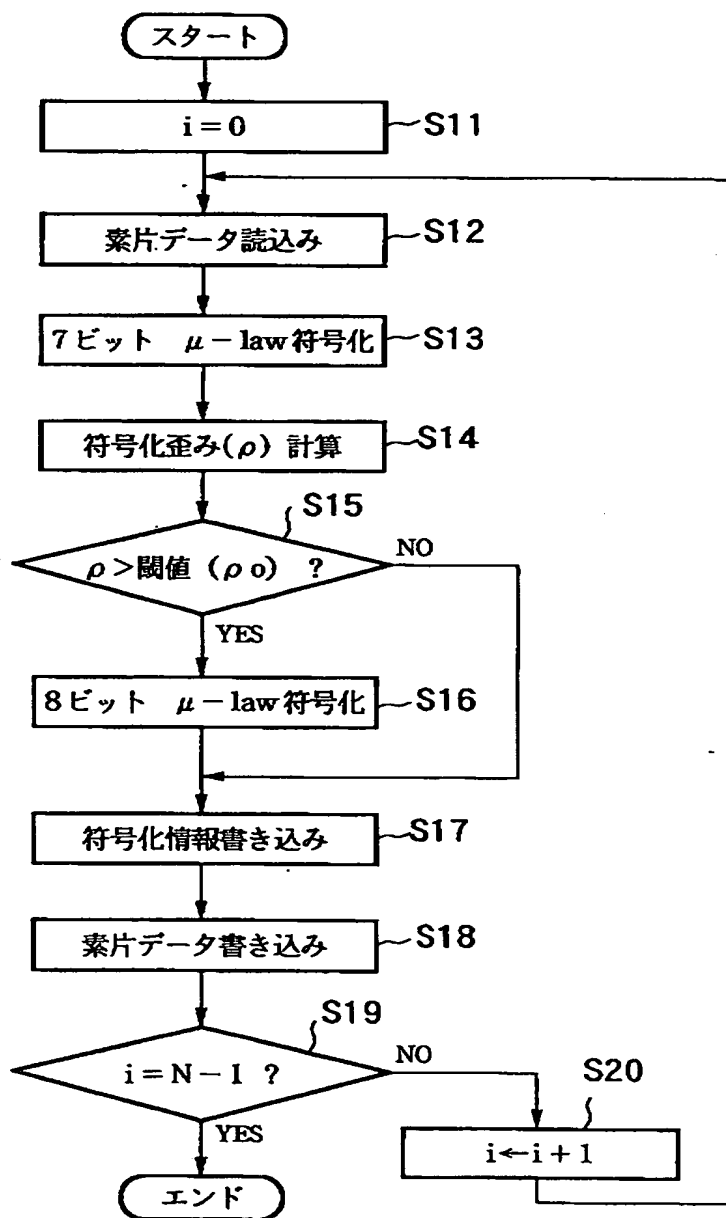 スタート
i=0
S11
素片データ読込み
S12
7ビット μ-law符号化
S13
符号化歪み(ρ) 計算
S14
S15
ρ>閾値 (ρo) ?
NO
YES
8ビット μ-law符号化
S16
符号化情報書き込み
S17
素片データ書き込み
S18
S19
i=N-1 ?
NO
S20
YES
i←i+1
エンド